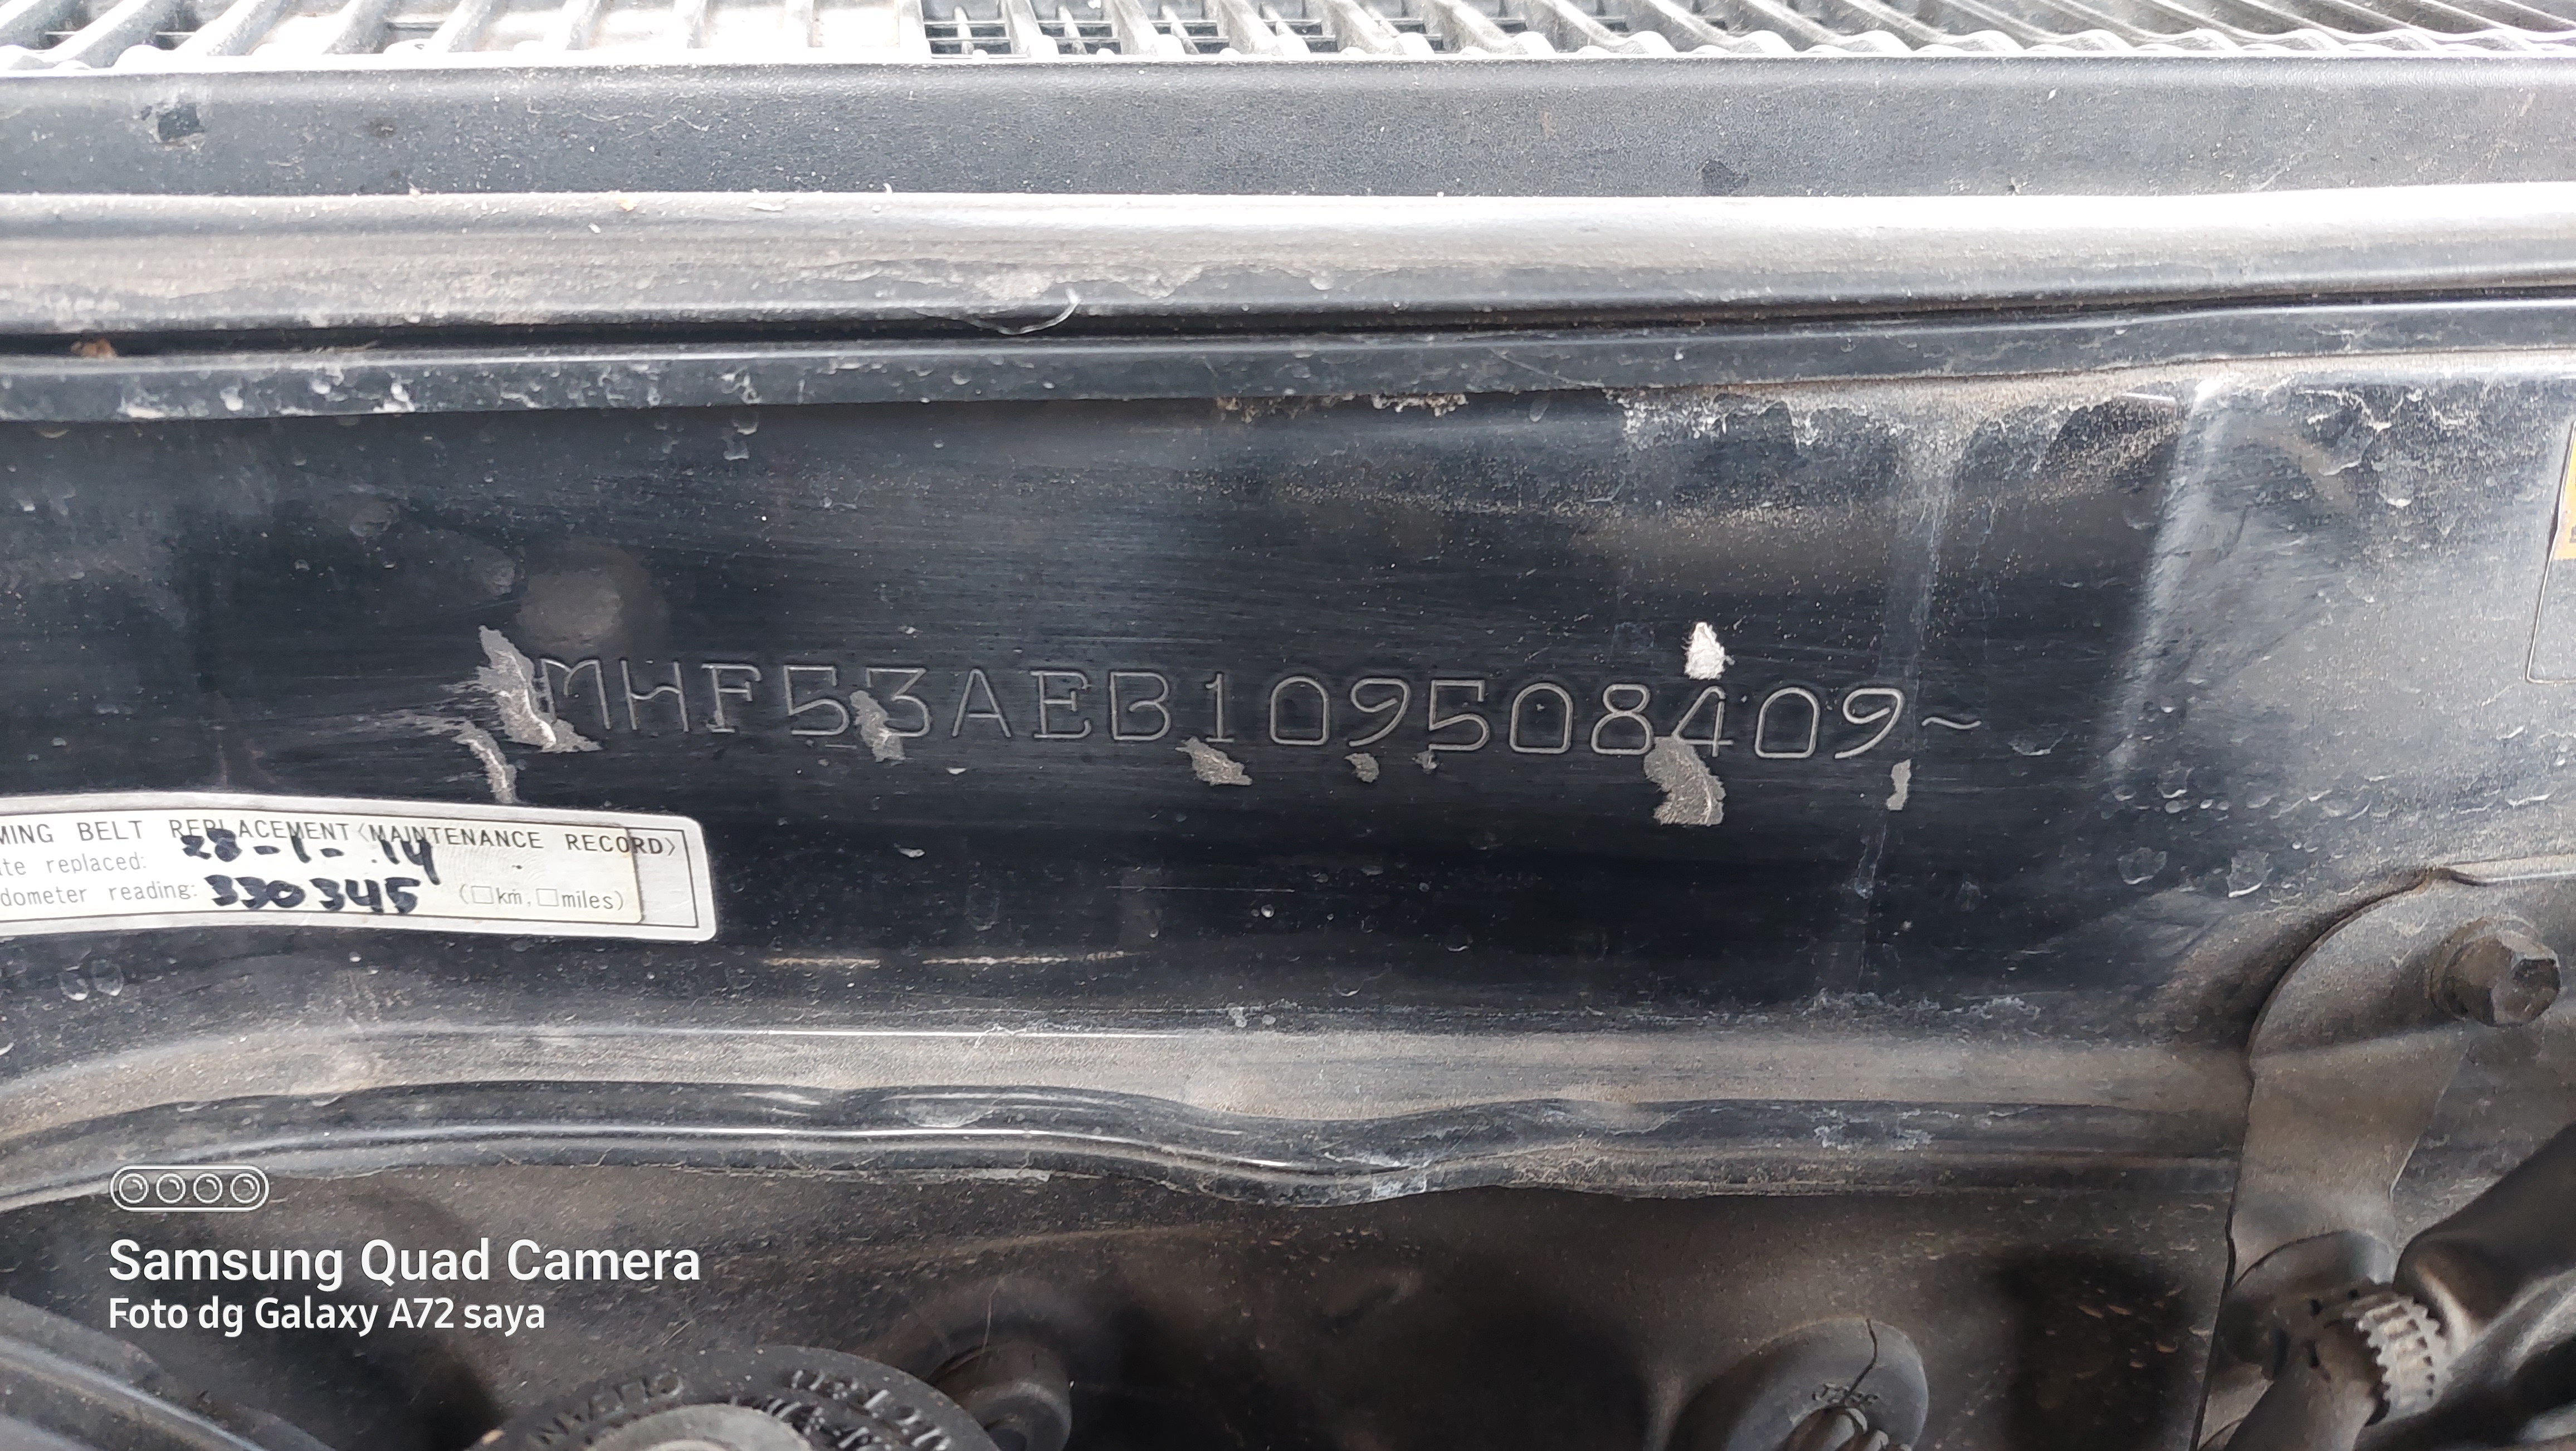 MHF53AEB109508409~
MING BELT REPLACEMENT <MAINTENANCE RECORD>
te replaced: 28-1-.14
dometer reading: 330345 (□km, □miles)
Samsung Quad Camera
Foto dg Galaxy A72 saya